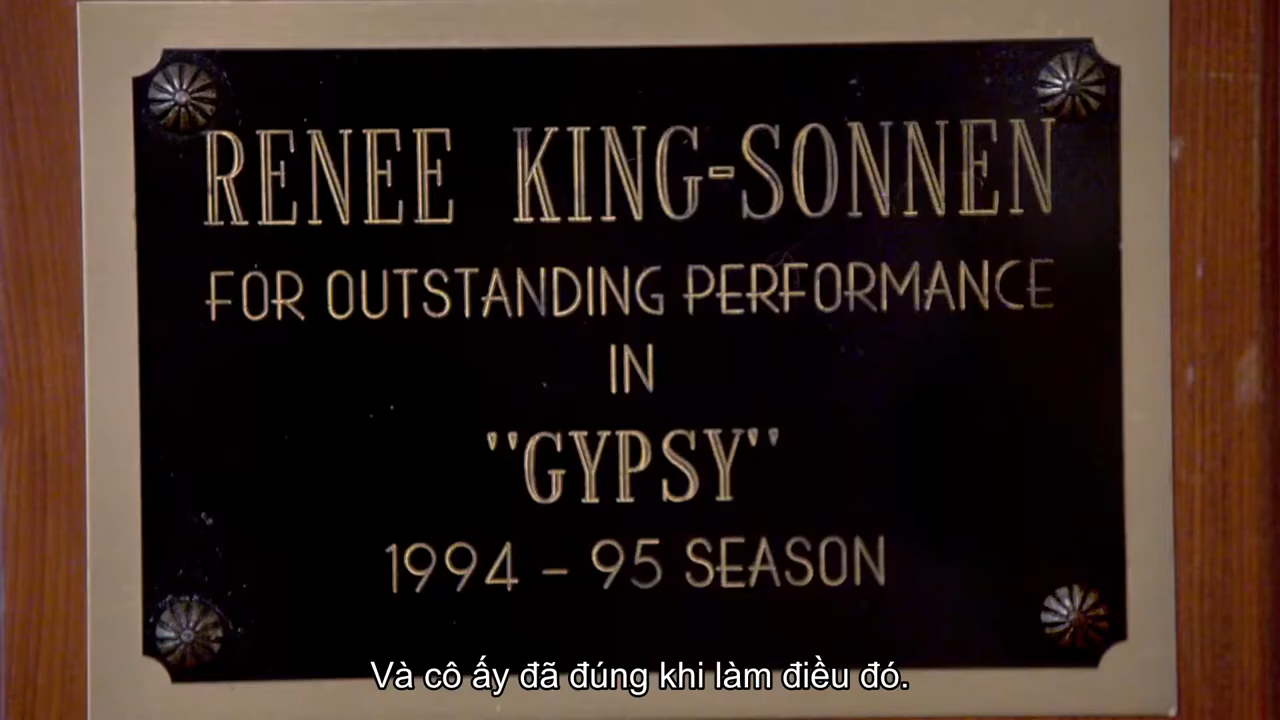 RENEE KING-SONNEN
FOR OUTSTANDING PERFORMANCE
IN
"GYPSY"
1994 - 95 SEASON
Và cô ấy đã đúng khi làm điều đó.